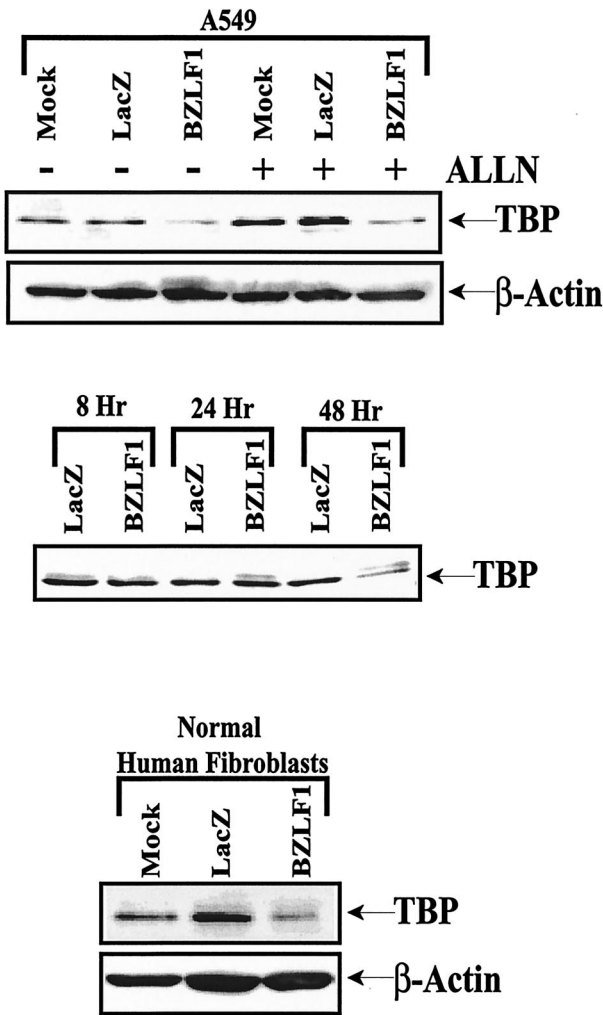 A549
Mock LacZ BZLF1 Mock LacZ BZLF1
- - - + + + ALLN
TBP
β-Actin
8 Hr 24 Hr 48 Hr
LacZ BZLF1 LacZ BZLF1 LacZ BZLF1
TBP
Normal
Human Fibroblasts
Mock LacZ BZLF1
TBP
β-Actin